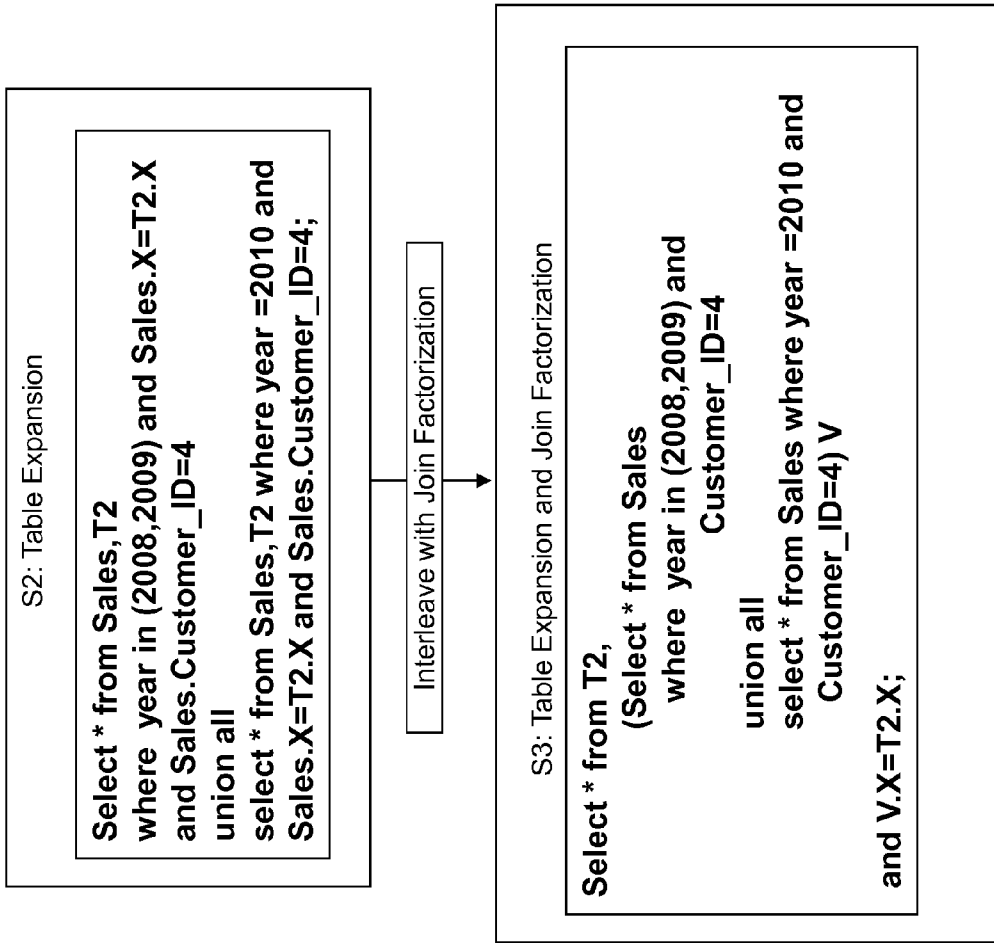 S2: Table Expansion
Select * from Sales,T2
where year in (2008,2009) and Sales.X=T2.X
and Sales.Customer_ID=4
union all
select * from Sales,T2 where year =2010 and
Sales.X=T2.X and Sales.Customer_ID=4;
Interleave with Join Factorization
S3: Table Expansion and Join Factorization
Select * from T2,
(Select * from Sales
where year in (2008,2009) and
Customer_ID=4
union all
select * from Sales where year =2010 and
Customer_ID=4) V
and V.X=T2.X;